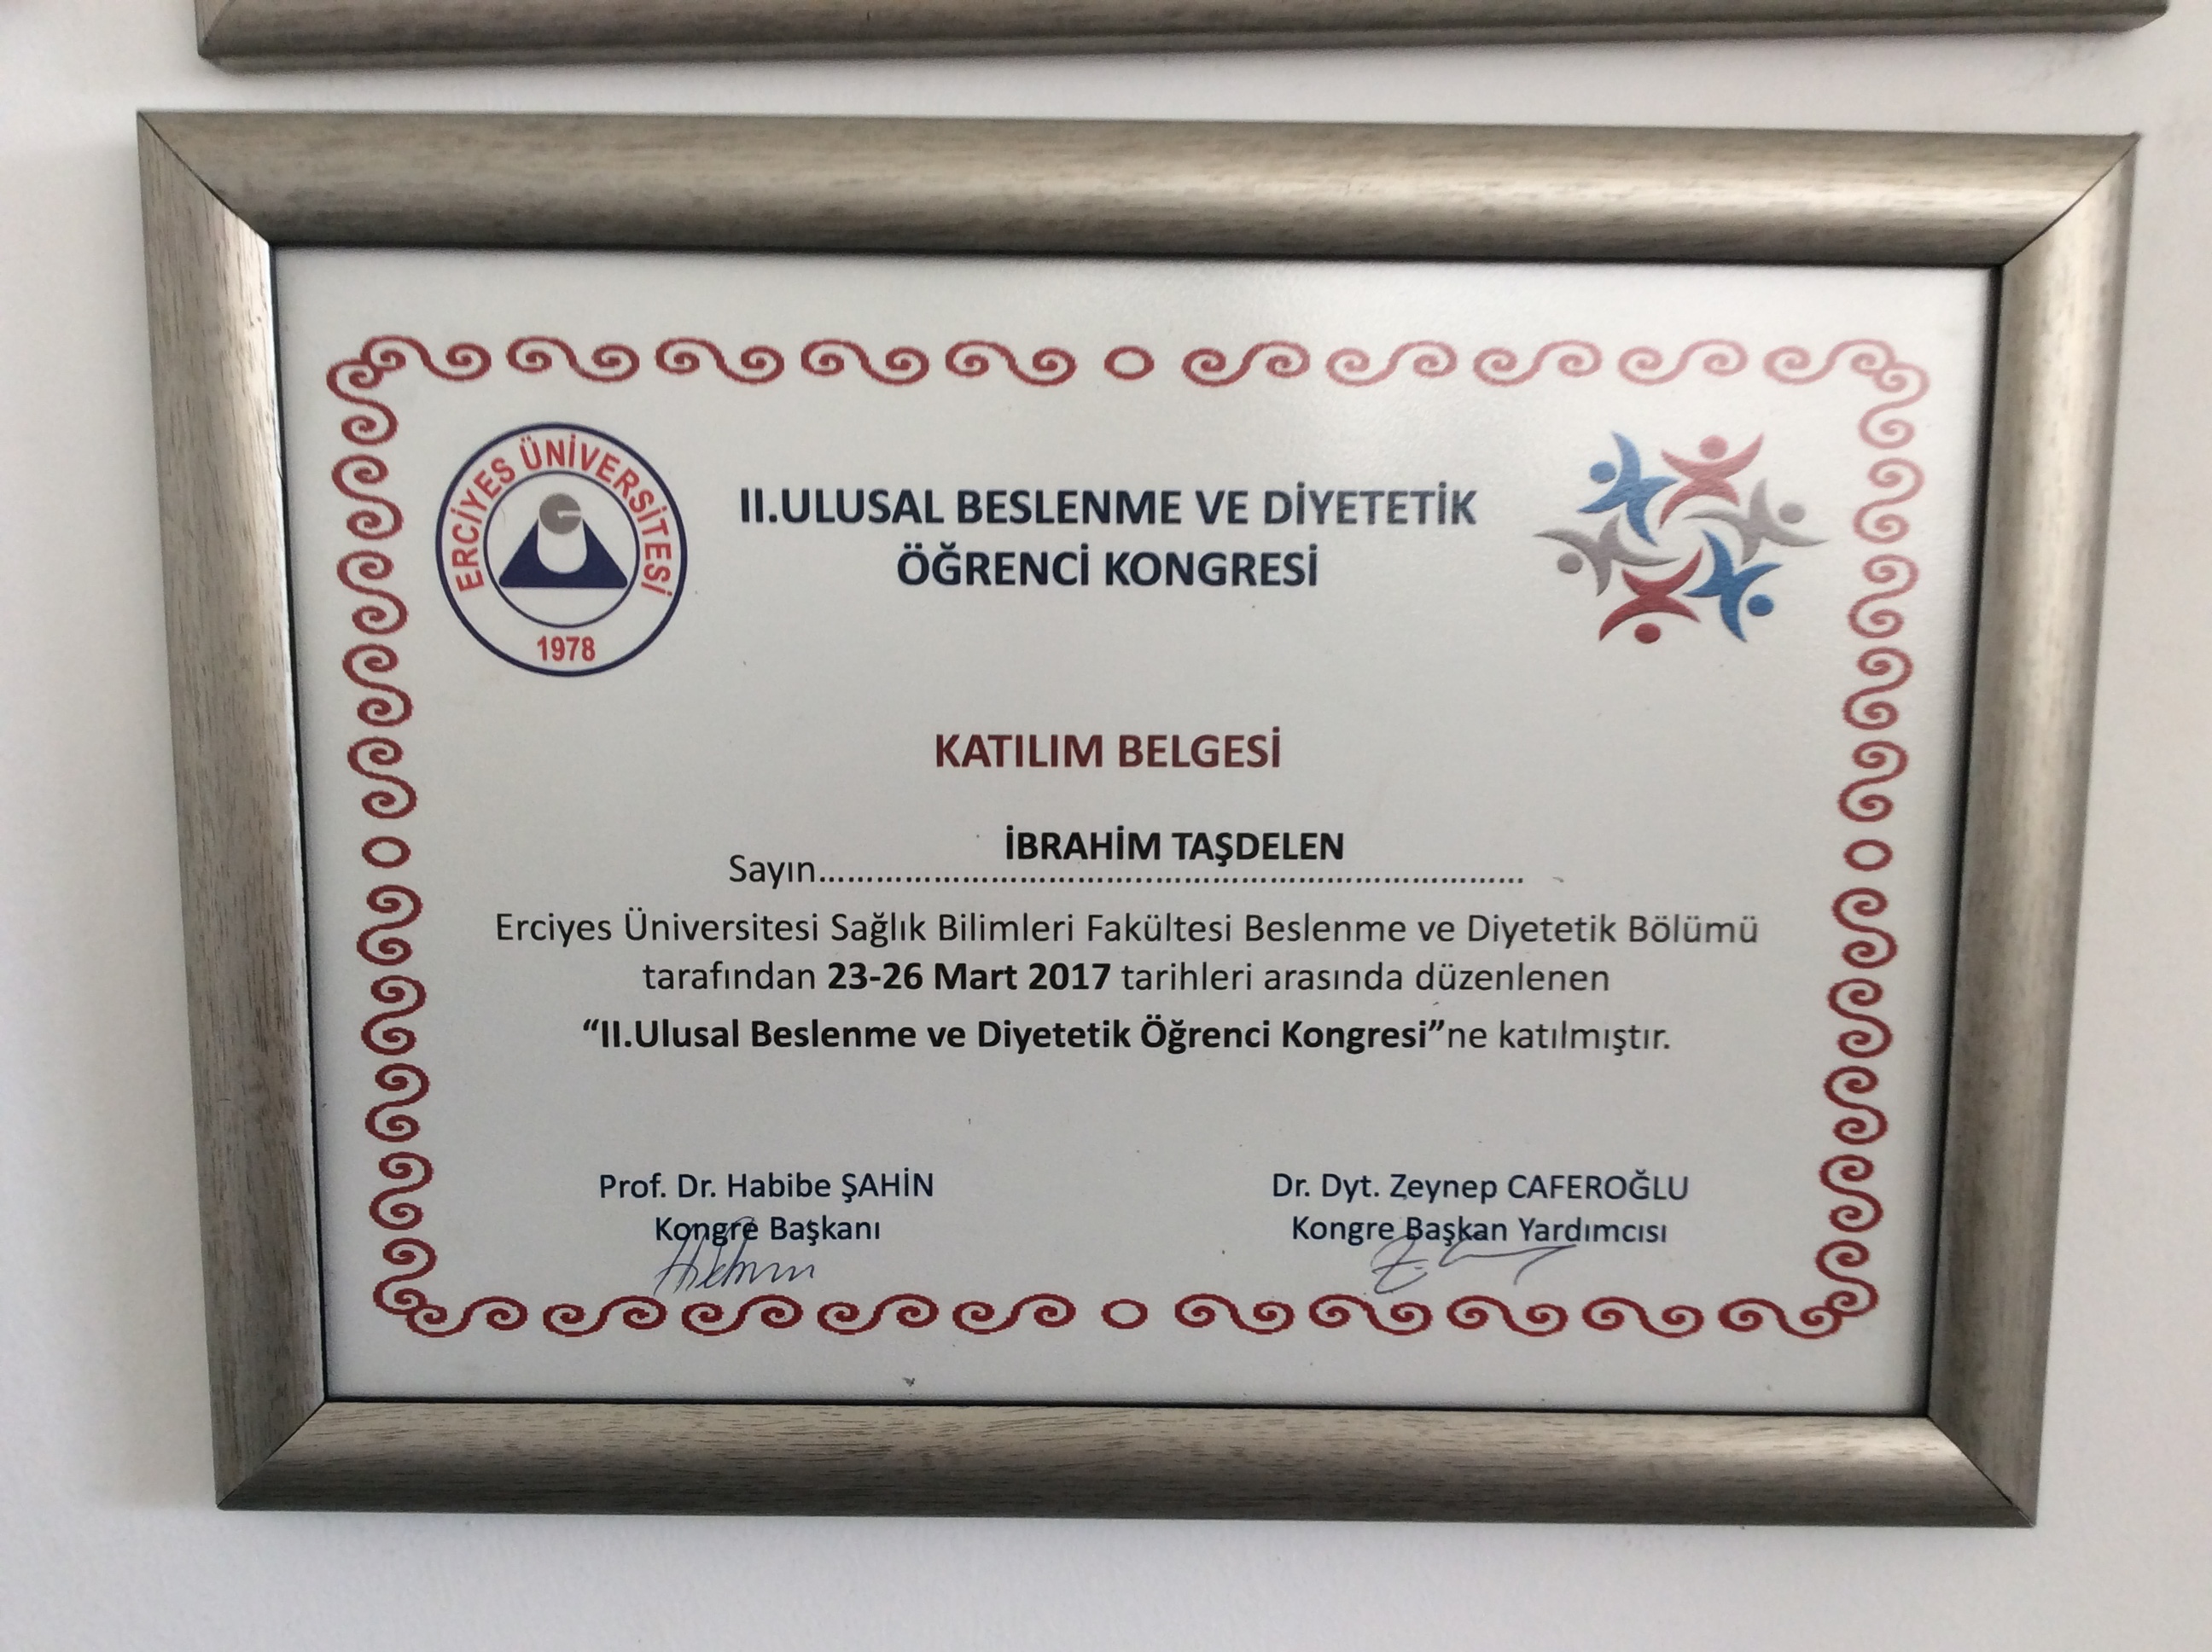 ERCİYES ÜNİVERSİTESİ
1978
II.ULUSAL BESLENME VE DİYETETİK
ÖĞRENCİ KONGRESİ
KATILIM BELGESİ
İBRAHİM TAŞDELEN
Sayın..........................................................................
Erciyes Üniversitesi Sağlık Bilimleri Fakültesi Beslenme ve Diyetetik Bölümü
tarafından 23-26 Mart 2017 tarihleri arasında düzenlenen
“II.Ulusal Beslenme ve Diyetetik Öğrenci Kongresi”ne katılmıştır.
Prof. Dr. Habibe ŞAHİN
Kongre Başkanı
Dr. Dyt. Zeynep CAFEROĞLU
Kongre Başkan Yardımcısı